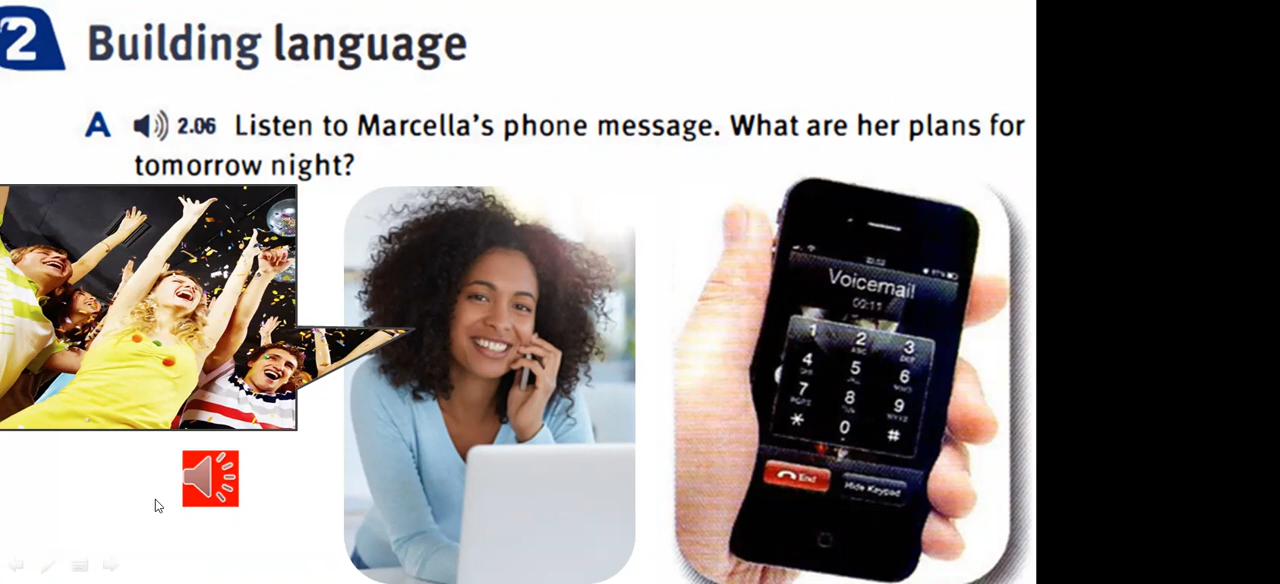 2 Building language
A 2.06 Listen to Marcella's phone message. What are her plans for
tomorrow night?
Voicemail
00:11
1 2 3
ABC
4 5 6
7 8 9
* 0 #
End Hide Keypad